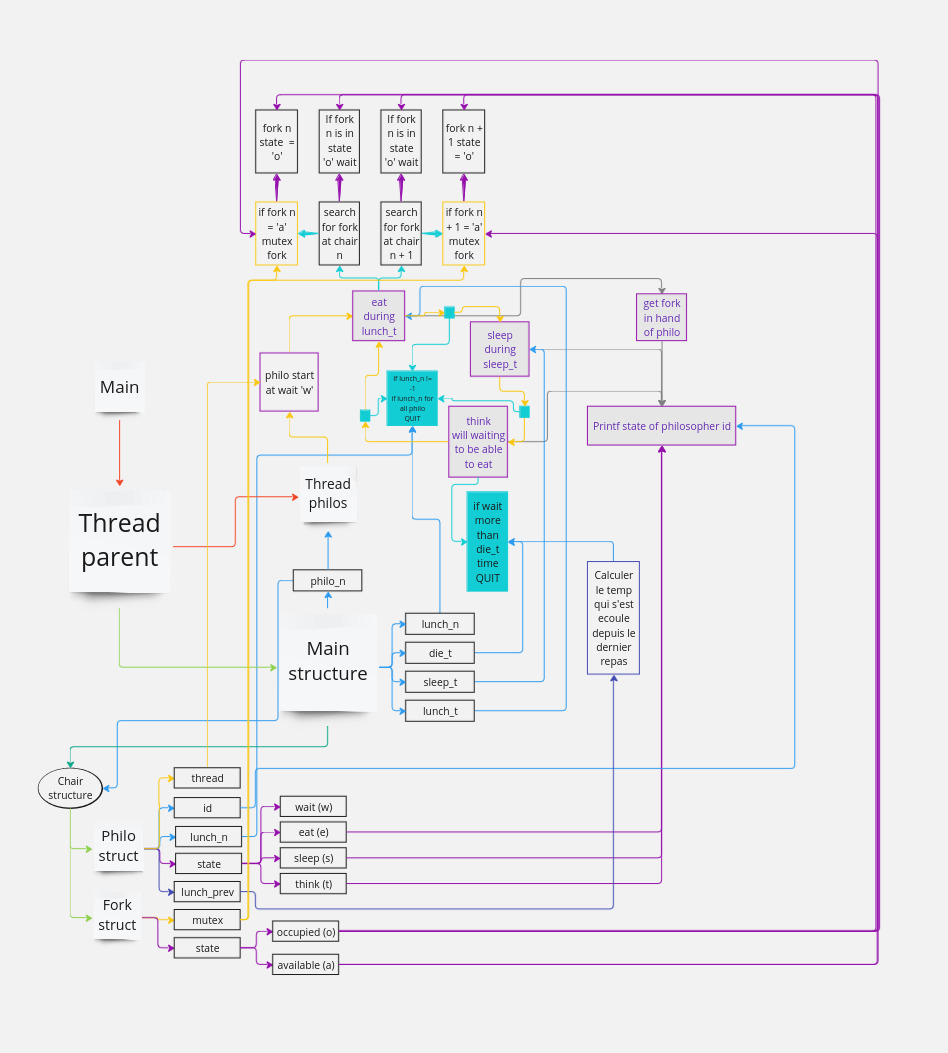 fork n
state =
'o'
If fork
n is in
state
'o' wait
If fork
n is in
state
'o' wait
fork n +
1 state
= 'o'
if fork n
= 'a'
mutex
fork
search
for fork
at chair
n
search
for fork
at chair
n + 1
if fork n
+ 1 = 'a'
mutex
fork
eat
during
lunch_t
get fork
in hand
of philo
sleep
during
sleep_t
Main
philo start
at wait 'w'
if lunch_n !=
-1
if lunch_n for
all philo
QUIT
think
will waiting
to be able
to eat
Printf state of philosopher id
Thread
philos
Thread
parent
if wait
more
than
die_t
time
QUIT
philo_n
Calculer
le temp
qui s'est
ecoule
depuis le
dernier
repas
Main
structure
lunch_n
die_t
sleep_t
lunch_t
Chair
structure
thread
id
lunch_n
state
lunch_prev
mutex
state
Philo
struct
Fork
struct
wait (w)
eat (e)
sleep (s)
think (t)
occupied (o)
available (a)